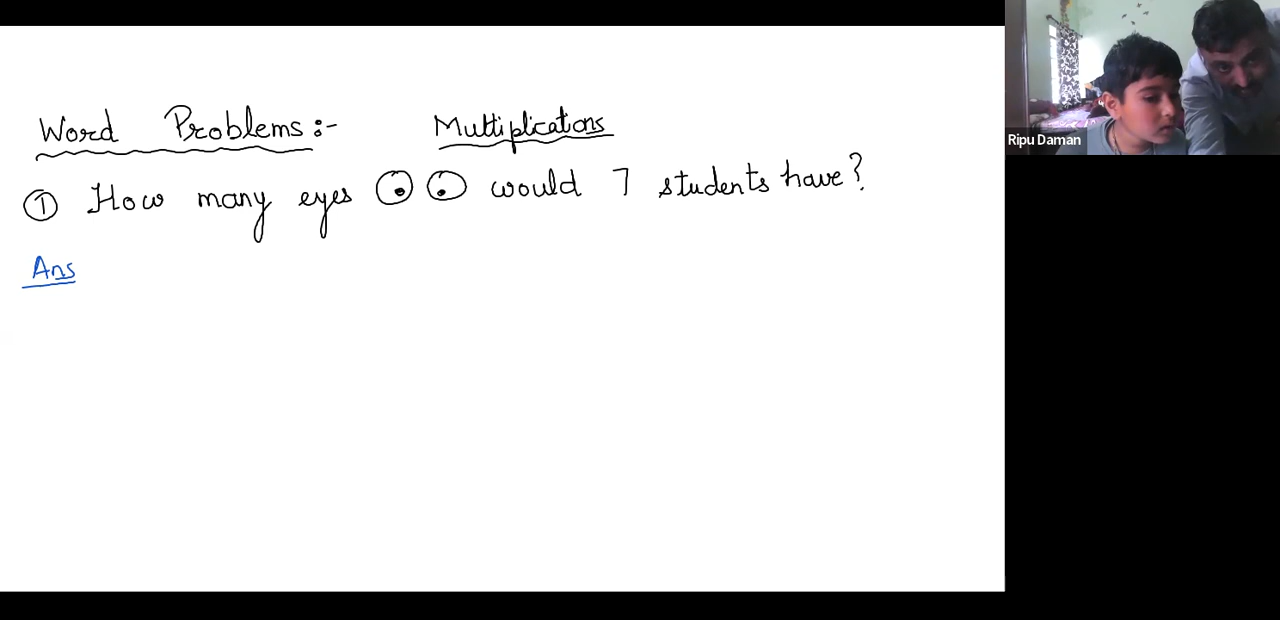 Word Problems:- Multiplications
① How many eyes would 7 students have?
Ans
Ripu Daman